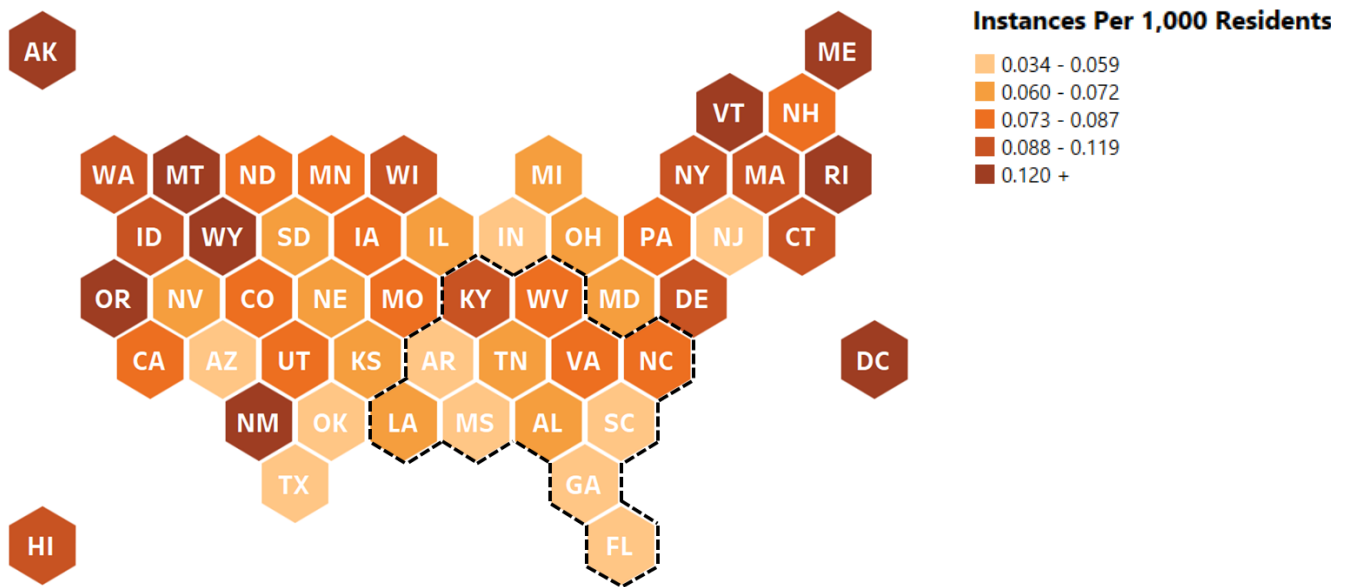 Instances Per 1,000 Residents
0.034 - 0.059
0.060 - 0.072
0.073 - 0.087
0.088 - 0.119
0.120 +
AK ME
VT NH
WA MT ND MN WI MI NY MA RI
ID WY SD IA IL IN OH PA NJ CT
OR NV CO NE MO KY WV MD DE
CA AZ UT KS AR TN VA NC DC
NM OK LA MS AL SC
TX GA
HI FL